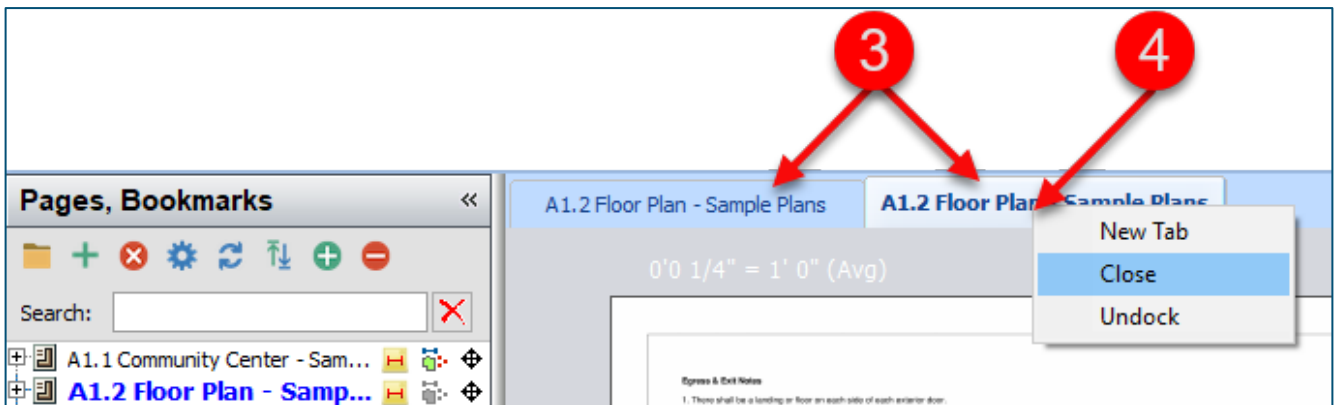 3
4
Pages, Bookmarks «
A1.2 Floor Plan - Sample Plans
A1.2 Floor Plan - Sample Plans
New Tab
Close
Undock
0'0 1/4" = 1' 0" (Avg)
Search:
A1.1 Community Center - Sam...
A1.2 Floor Plan - Samp...
Egress & Exit Notes
1. There shall be a landing or floor on each side of each exterior door.